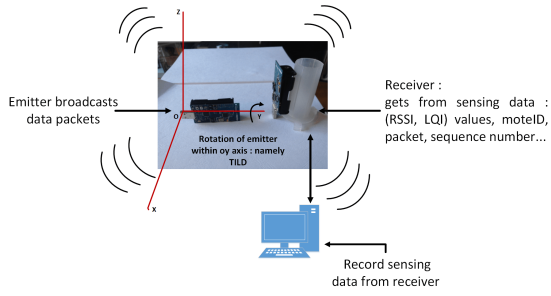 Z
Emitter broadcasts
data packets
O
Y
Rotation of emitter
within oy axis : namely
TILD
X
Receiver :
gets from sensing data :
(RSSI, LQI) values, moteID,
packet, sequence number...
Record sensing
data from receiver